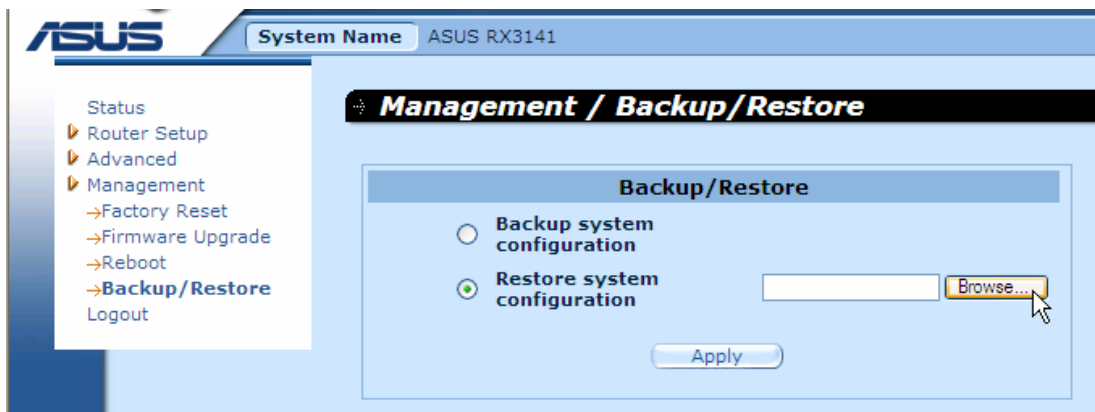 ASUS
System Name ASUS RX3141
Status
Router Setup
Advanced
Management
→Factory Reset
→Firmware Upgrade
→Reboot
→Backup/Restore
Logout
Management / Backup/Restore
Backup/Restore
Backup system
configuration
Restore system
configuration
Browse...
Apply